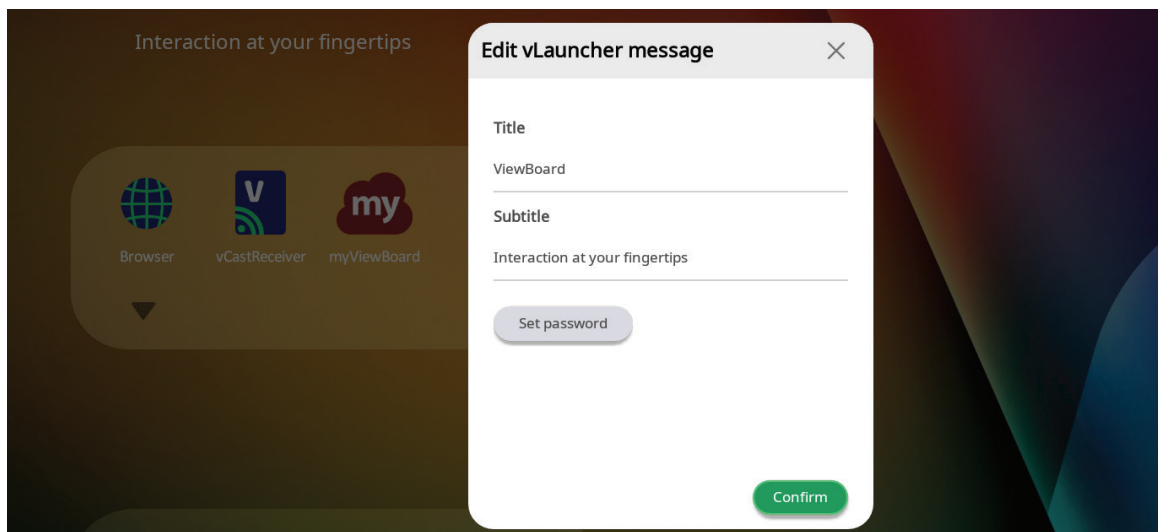 Interaction at your fingertips
V
my
Browser
vCastReceiver
myViewBoard
Edit vLauncher message
Title
ViewBoard
Subtitle
Interaction at your fingertips
Set password
Confirm